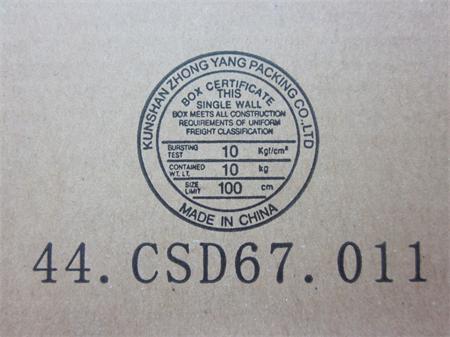 KUNSHAN ZHONG YANG PACKING CO.,LTD
BOX CERTIFICATE
THIS
SINGLE WALL
BOX MEETS ALL CONSTRUCTION
REQUIREMENTS OF UNIFORM
FREIGHT CLASSIFICATION
BURSTING TEST 10 Kgf/cm²
CONTAINED WT. LT. 10 kg
SIZE LIMIT 100 cm
MADE IN CHINA
44.CSD67.011